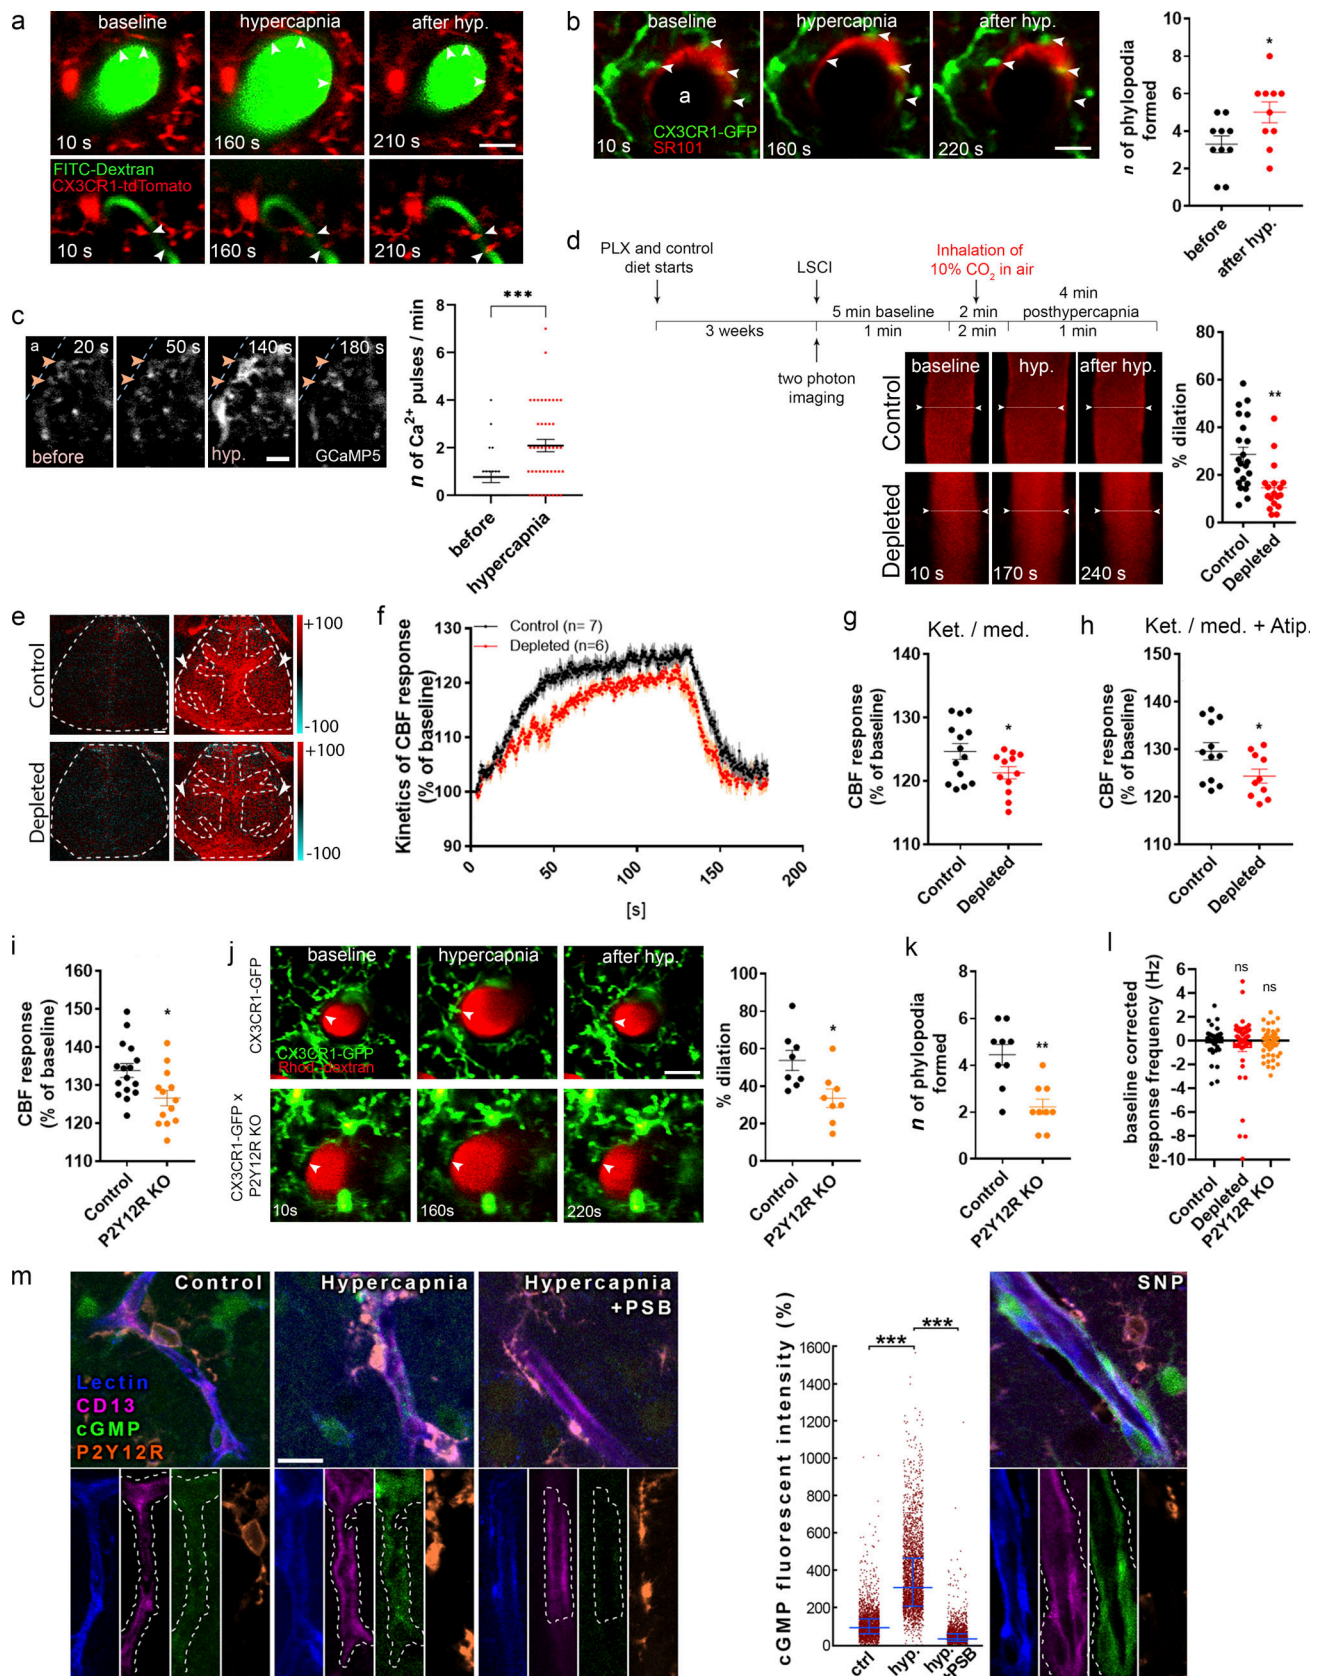 a
baseline
hypercapnia
after hyp.
10 s
160 s
210 s
FITC-Dextran
CX3CR1-tdTomato
10 s
160 s
210 s
b
baseline
hypercapnia
after hyp.
a
CX3CR1-GFP
SR101
10 s
160 s
220 s
n of phylopodia
formed
10
8
6
4
2
0
*
before
after hyp.
c
a
20 s
50 s
140 s
180 s
before
hyp.
GCaMP5
n of Ca2+ pulses / min
8
6
4
2
0
***
before
hypercapnia
d
PLX and control
diet starts
LSCI
Inhalation of
10% CO2 in air
5 min baseline
2 min
4 min
posthypercapnia
3 weeks
1 min
2 min
1 min
two photon
imaging
baseline
hyp.
after hyp.
Control
Depleted
10 s
170 s
240 s
% dilation
80
60
40
20
0
**
Control
Depleted
e
Control
Depleted
+100
-100
+100
-100
f
Kinetics of CBF response
(% of baseline)
130
120
110
100
90
Control (n= 7)
Depleted (n=6)
0
50
100
150
200
[s]
g
Ket. / med.
CBF response
(% of baseline)
140
130
120
110
*
Control
Depleted
h
Ket. / med. + Atip.
CBF response
(% of baseline)
150
140
130
120
110
*
Control
Depleted
i
CBF response
(% of baseline)
160
150
140
130
120
110
*
Control
P2Y12R KO
j
baseline
hypercapnia
after hyp.
CX3CR1-GFP
CX3CR1-GFP
Rhod.-dextran
CX3CR1-GFP x
P2Y12R KO
10s
160s
220s
% dilation
100
80
60
40
20
0
*
Control
P2Y12R KO
k
n of phylopodia
formed
8
6
4
2
0
**
Control
P2Y12R KO
l
baseline corrected
response frequency (Hz)
6
4
2
0
-2
-4
-6
-8
-10
ns
ns
Control
Depleted
P2Y12R KO
m
Control
Lectin
CD13
cGMP
P2Y12R
Hypercapnia
Hypercapnia
+PSB
cGMP fluorescent intensity (%)
1600
1400
1200
1000
800
600
400
200
0
***
***
ctrl
hyp.
hyp.
+PSB
SNP